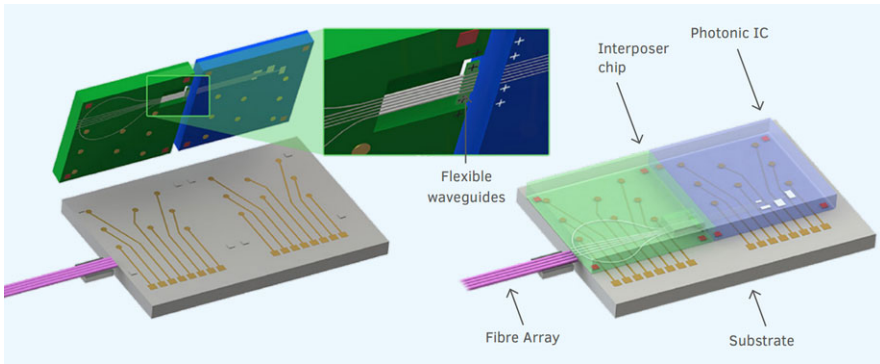 Interposer
chip
Photonic IC
Flexible
waveguides
Fibre Array
Substrate